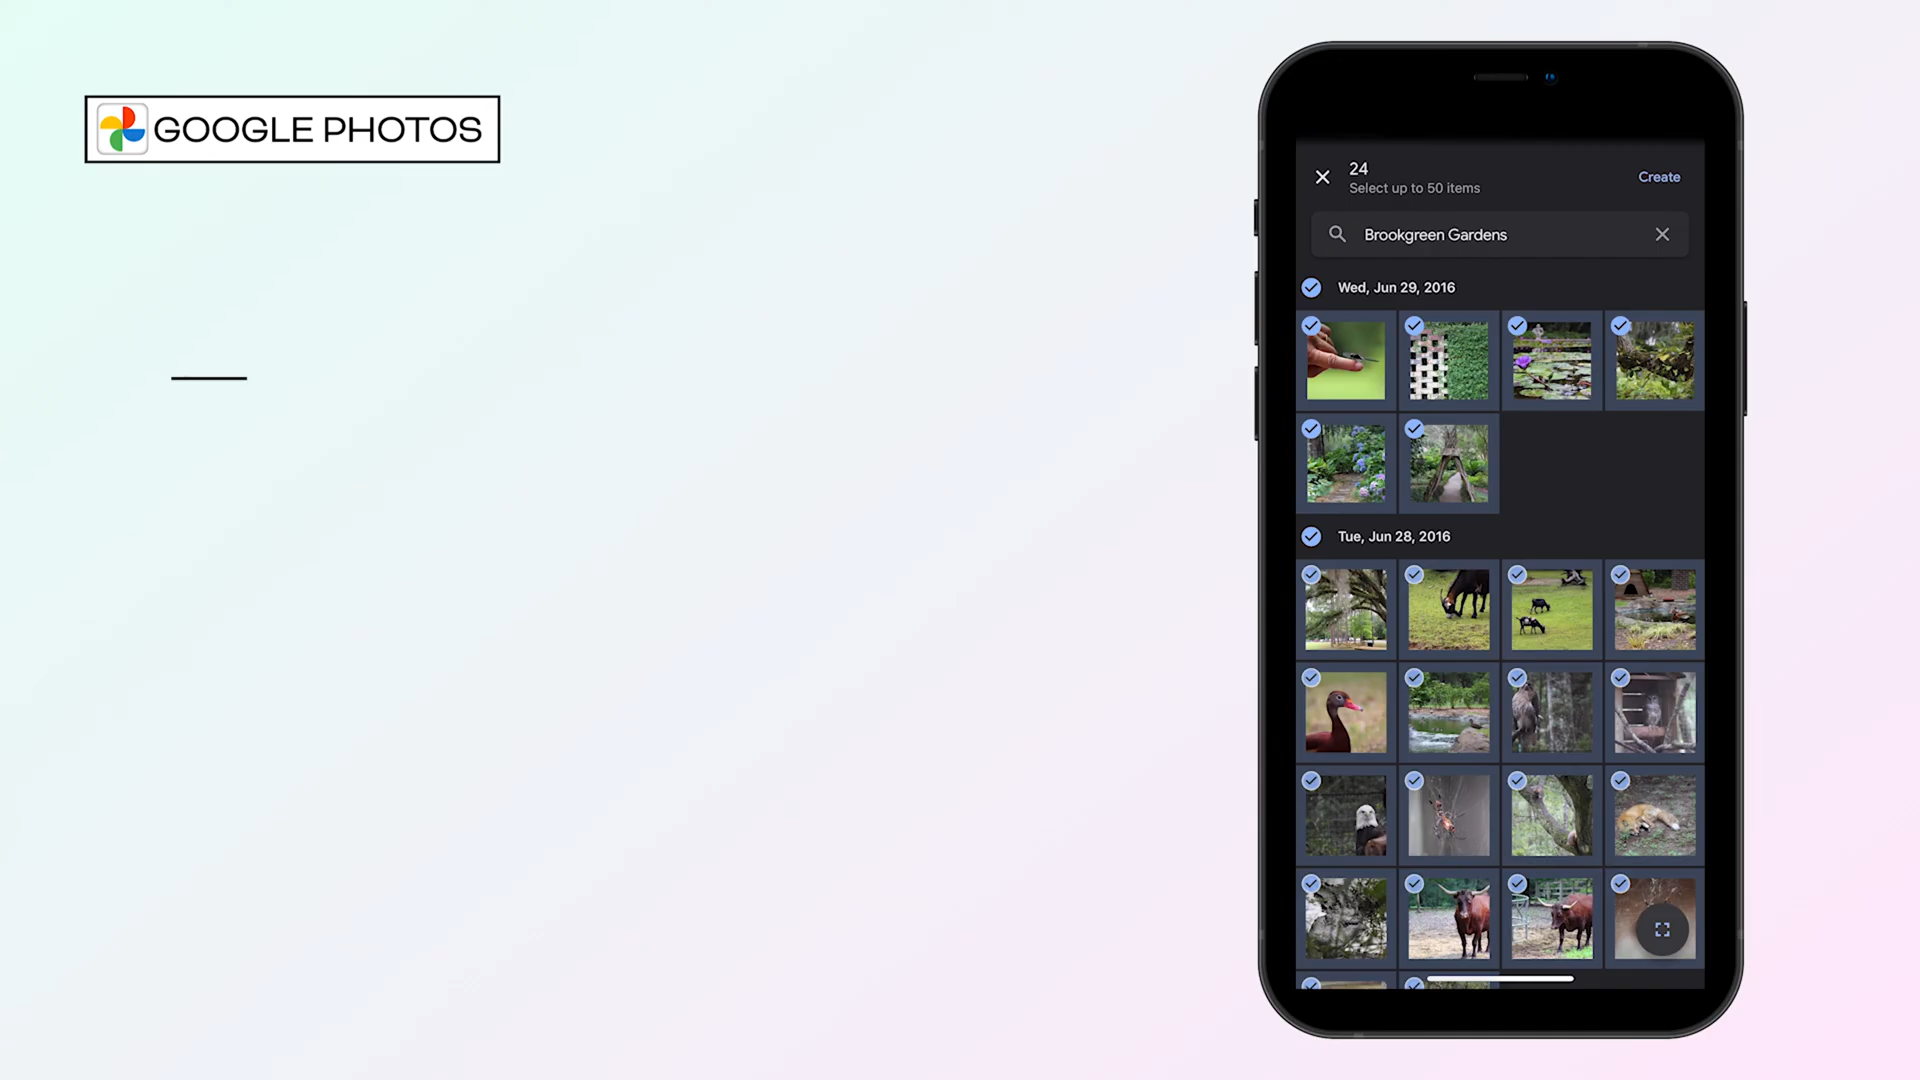 GOOGLE PHOTOS
24
Select up to 50 items
Create
Brookgreen Gardens
Wed, Jun 29, 2016
Tue, Jun 28, 2016